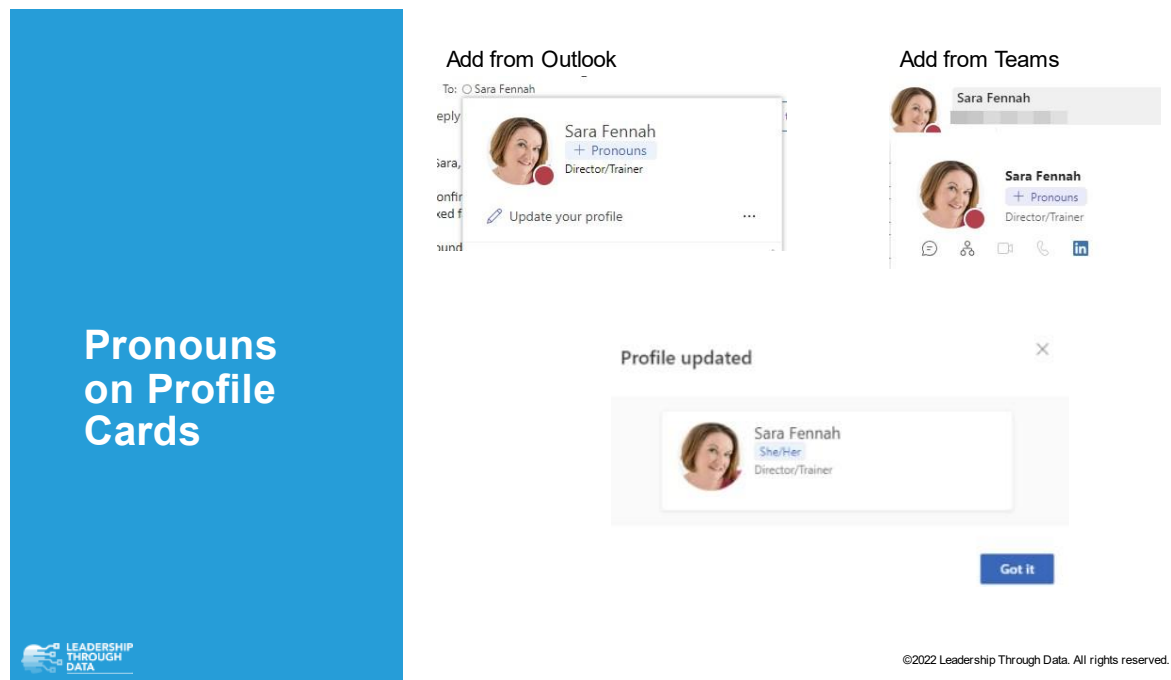 Pronouns
on Profile
Cards
LEADERSHIP
THROUGH
DATA
Add from Outlook
To: Sara Fennah
eply
Sara,
onfir
xed f
ound
Sara Fennah
+ Pronouns
Director/Trainer
Update your profile
...
Add from Teams
Sara Fennah
Sara Fennah
+ Pronouns
Director/Trainer
in
Profile updated
Sara Fennah
She/Her
Director/Trainer
Got it
©2022 Leadership Through Data. All rights reserved.